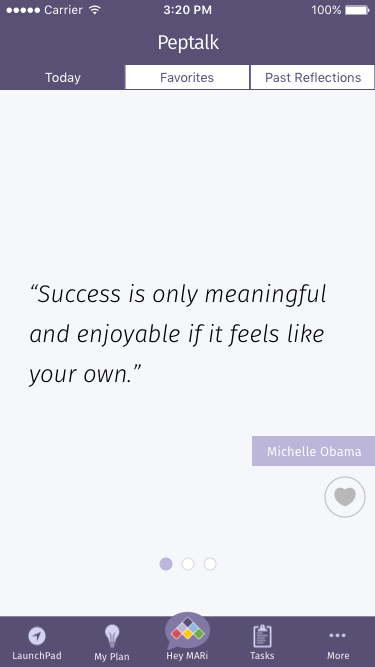 Carrier 3:20 PM 100%
Peptalk
Today Favorites Past Reflections
“Success is only meaningful
and enjoyable if it feels like
your own.”
Michelle Obama
LaunchPad My Plan Hey MARi Tasks More